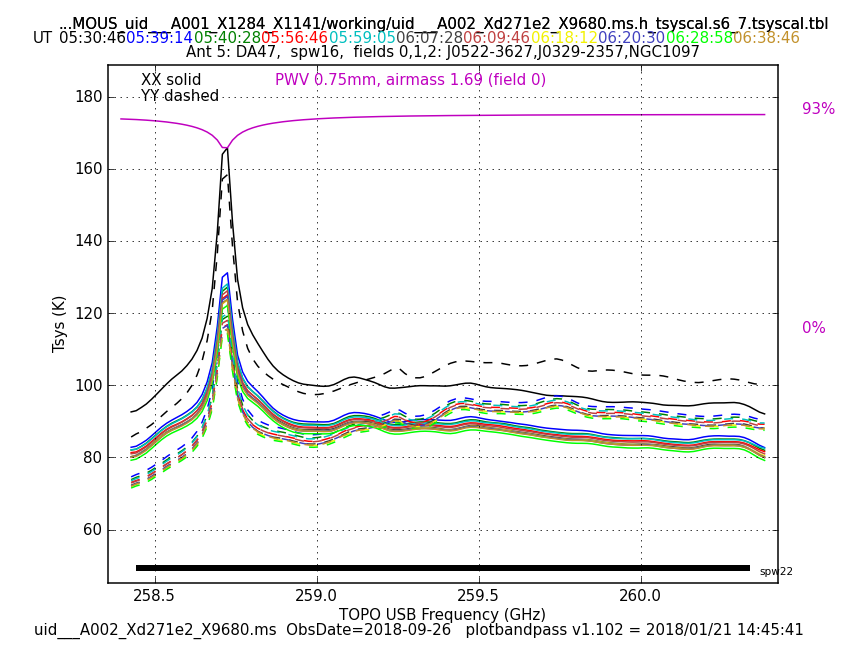 ...MOUS_uid___A001_X1284_X1141/working/uid___A002_Xd271e2_X9680.ms.h_tsyscal.s6_7.tsyscal.tbl
UT 05:30:46 05:39:14 05:40:28 05:56:46 05:59:05 06:07:28 06:09:46 06:18:12 06:20:30 06:28:58 06:38:46
Ant 5: DA47, spw16, fields 0,1,2: J0522-3627,J0329-2357,NGC1097
XX solid
PWV 0.75mm, airmass 1.69 (field 0)
YY dashed
93%
0%
180
160
140
120
100
80
60
Tsys (K)
spw22
258.5 259.0 259.5 260.0
TOPO USB Frequency (GHz)
uid___A002_Xd271e2_X9680.ms ObsDate=2018-09-26 plotbandpass v1.102 = 2018/01/21 14:45:41